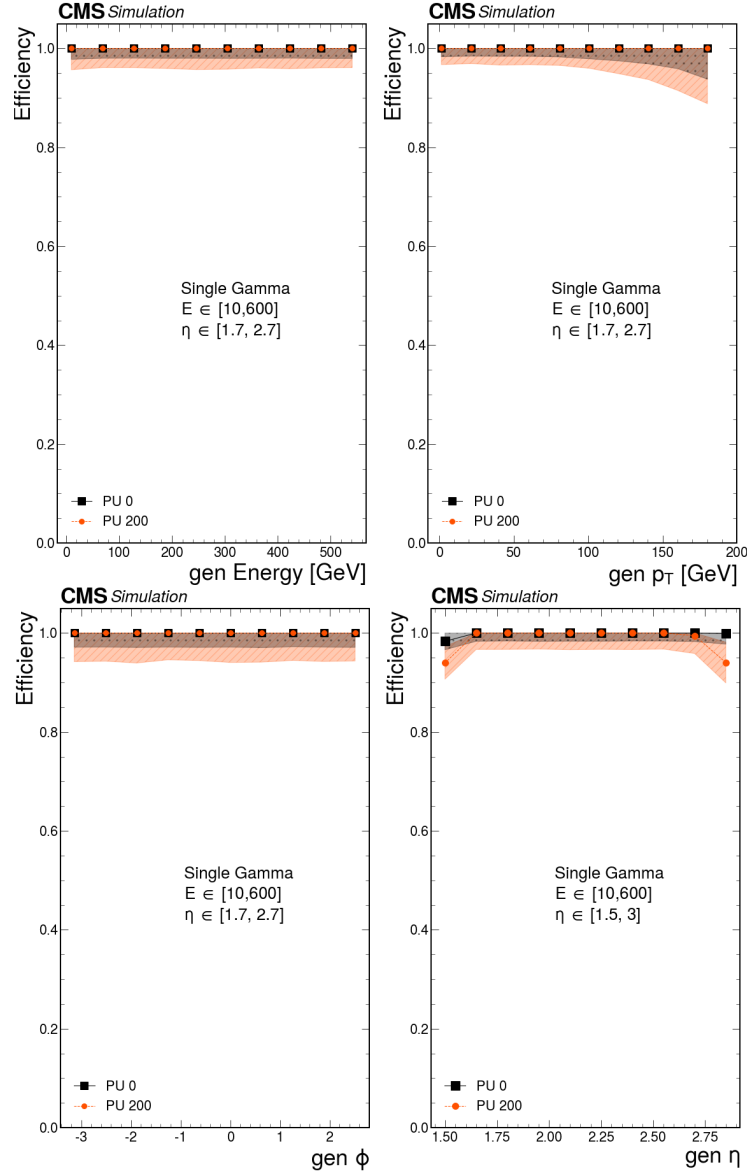 CMS Simulation
Efficiency
1.0
0.8
0.6
0.4
0.2
0.0
Single Gamma
E ∈ [10,600]
η ∈ [1.7, 2.7]
PU 0
PU 200
0 100 200 300 400 500
gen Energy [GeV]
CMS Simulation
Efficiency
1.0
0.8
0.6
0.4
0.2
0.0
Single Gamma
E ∈ [10,600]
η ∈ [1.7, 2.7]
PU 0
PU 200
0 50 100 150 200
gen pT [GeV]
CMS Simulation
Efficiency
1.0
0.8
0.6
0.4
0.2
0.0
Single Gamma
E ∈ [10,600]
η ∈ [1.7, 2.7]
PU 0
PU 200
-3 -2 -1 0 1 2
gen ϕ
CMS Simulation
Efficiency
1.0
0.8
0.6
0.4
0.2
0.0
Single Gamma
E ∈ [10,600]
η ∈ [1.5, 3]
PU 0
PU 200
1.50 1.75 2.00 2.25 2.50 2.75
gen η